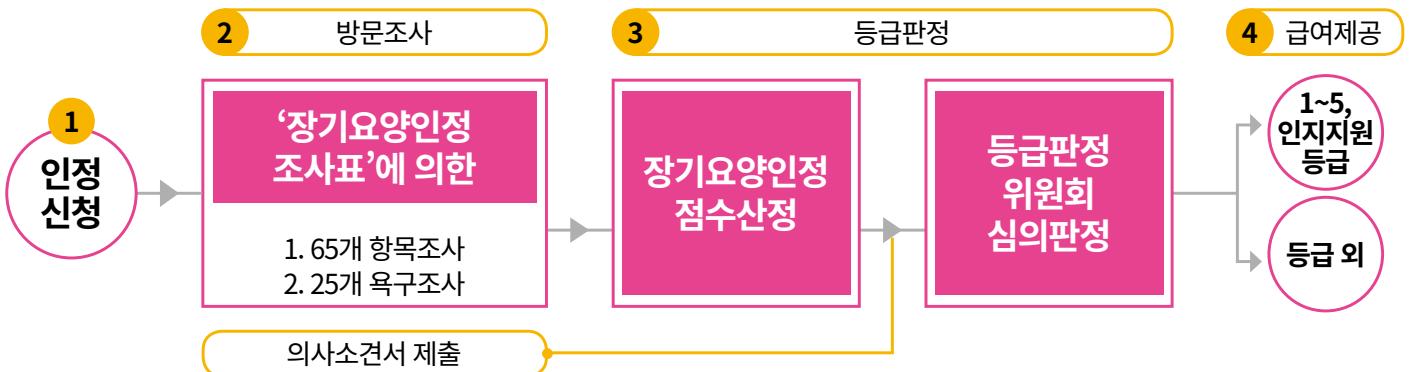 1
인정
신청
2
방문조사
‘장기요양인정
조사표’에 의한
1. 65개 항목조사
2. 25개 욕구조사
의사소견서 제출
3
등급판정
장기요양인정
점수산정
등급판정
위원회
심의판정
4
급여제공
1~5,
인지지원
등급
등급 외